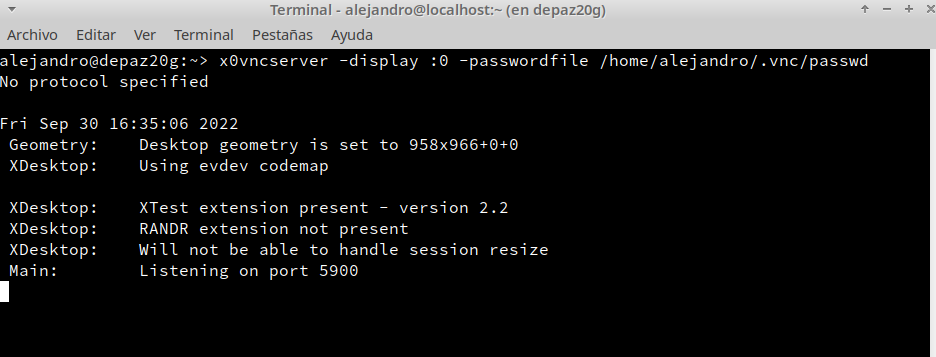 Terminal - alejandro@localhost:~ (en depaz20g)
Archivo Editar Ver Terminal Pestañas Ayuda
alejandro@depaz20g:~> x0vncserver -display :0 -passwordfile /home/alejandro/.vnc/passwd
No protocol specified
Fri Sep 30 16:35:06 2022
Geometry: Desktop geometry is set to 958x966+0+0
XDesktop: Using evdev codemap
XDesktop: XTest extension present - version 2.2
XDesktop: RANDR extension not present
XDesktop: Will not be able to handle session resize
Main: Listening on port 5900